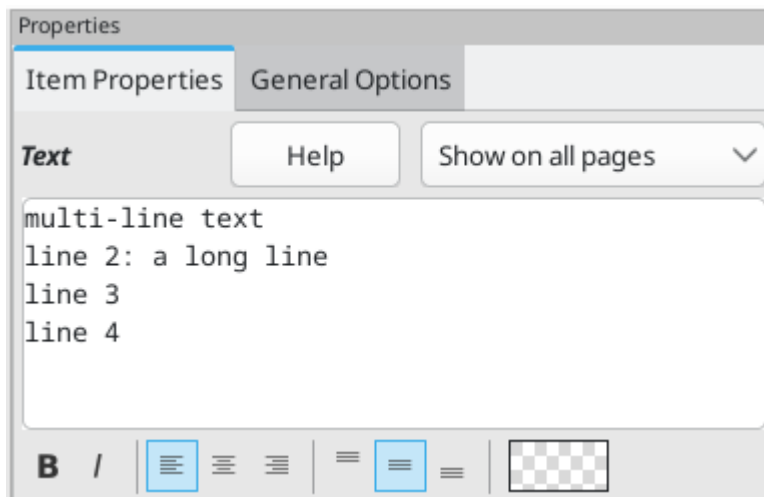 Properties
Item Properties General Options
Text Help Show on all pages
multi-line text
line 2: a long line
line 3
line 4
B I